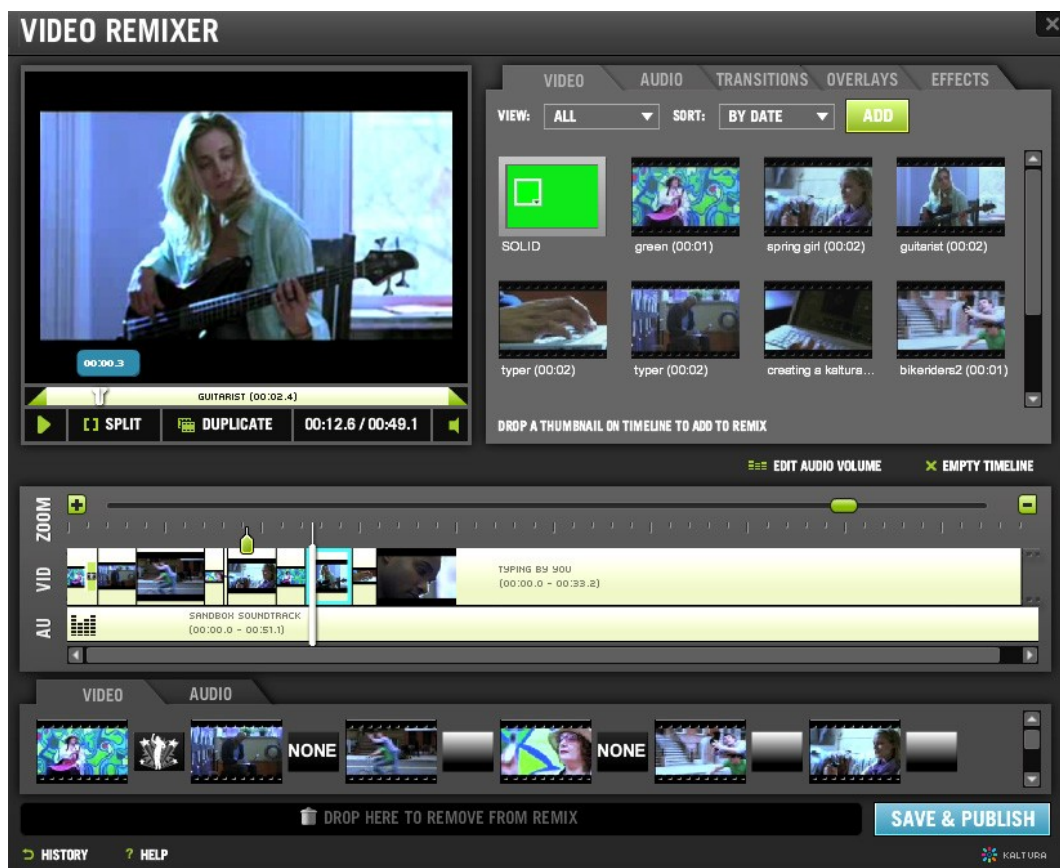 VIDEO REMIXER
VIDEO
AUDIO
TRANSITIONS
OVERLAYS
EFFECTS
VIEW:
ALL
SORT:
BY DATE
ADD
SOLID
green (00:01)
spring girl (00:02)
guitarist (00:02)
typer (00:02)
typer (00:02)
creating a kaltura...
bikeriders2 (00:01)
DROP A THUMBNAIL ON TIMELINE TO ADD TO REMIX
00:00.3
GUITARIST (00:02.4)
SPLIT
DUPLICATE
00:12.6 / 00:49.1
EDIT AUDIO VOLUME
EMPTY TIMELINE
ZOOM
VID
TYPING BY YOU
(00:00.0 - 00:33.2)
AU
SANDBOX SOUNDTRACK
(00:00.0 - 00:51.1)
VIDEO
AUDIO
NONE
NONE
DROP HERE TO REMOVE FROM REMIX
SAVE & PUBLISH
HISTORY
? HELP
KALTURA